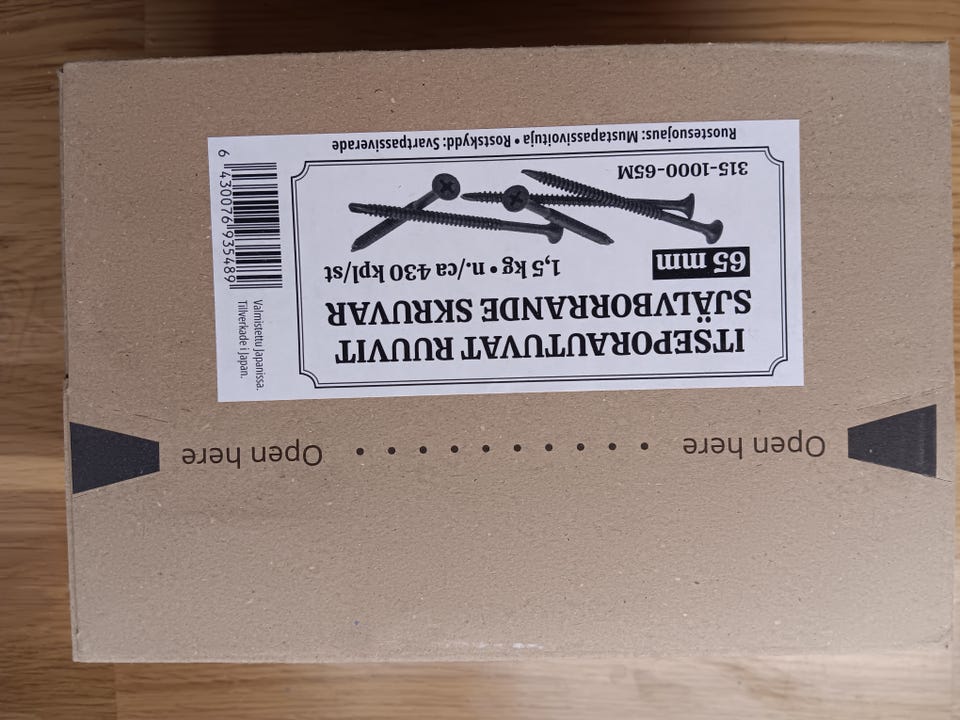 Open here
Open here
ITSEPORAUTUVAT RUUVIT
SJÄLVBORRANDE SKRUVAR
65 mm
1,5 kg • n./ca 430 kpl/st
315-1000-65M
Ruostesuojaus: Mustapassivoituja • Rostskydd: Svartpassiverade
Valmistettu Japanissa.
Tillverkade i Japan.
6 430076 935489